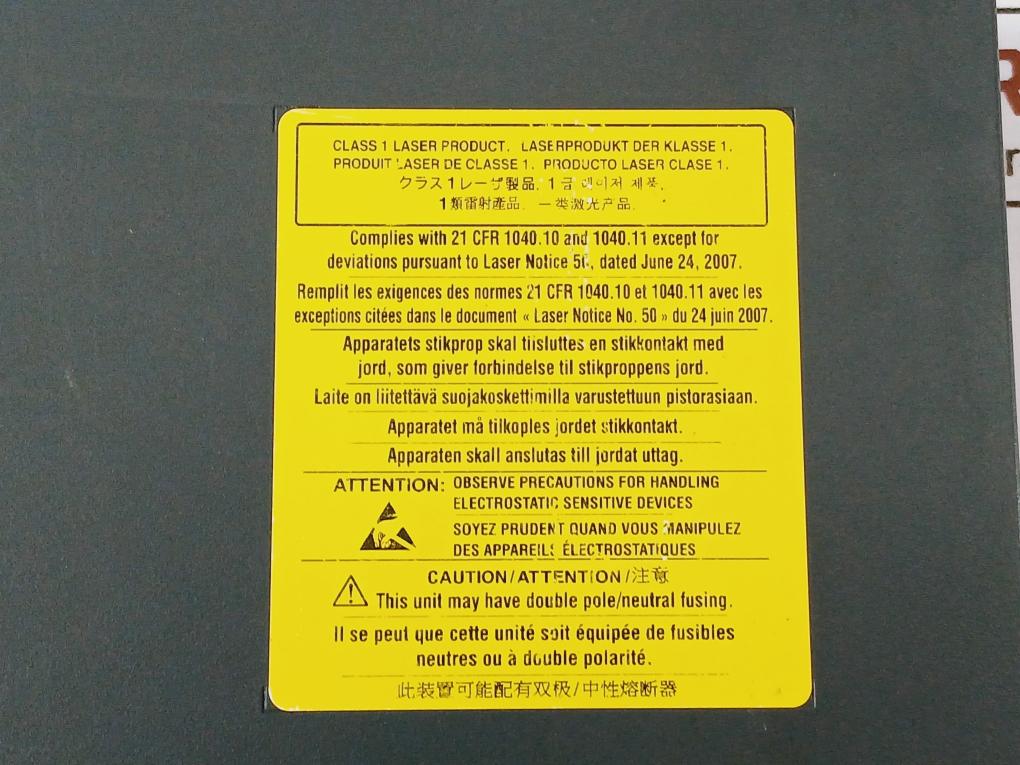 CLASS 1 LASER PRODUCT. LASERPRODUKT DER KLASSE 1.
PRODUIT LASER DE CLASSE 1. PRODUCTO LASER CLASE 1.
クラス1レーザ製品. 1급 레이저 제품.
1類雷射產品. 一类激光产品.
Complies with 21 CFR 1040.10 and 1040.11 except for
deviations pursuant to Laser Notice 50, dated June 24, 2007.
Remplit les exigences des normes 21 CFR 1040.10 et 1040.11 avec les
exceptions citées dans le document « Laser Notice No. 50 » du 24 juin 2007.
Apparatets stikprop skal tilsluttes en stikkontakt med
jord, som giver forbindelse til stikproppens jord.
Laite on liitettävä suojakoskettimilla varustettuun pistorasiaan.
Apparatet må tilkoples jordet stikkontakt.
Apparaten skall anslutas till jordat uttag.
ATTENTION: OBSERVE PRECAUTIONS FOR HANDLING
ELECTROSTATIC SENSITIVE DEVICES
SOYEZ PRUDENT QUAND VOUS MANIPULEZ
DES APPAREILS ÉLECTROSTATIQUES
CAUTION/ATTENTION/注意
This unit may have double pole/neutral fusing.
Il se peut que cette unité soit équipée de fusibles
neutres ou à double polarité.
此装置可能配有双极/中性熔断器